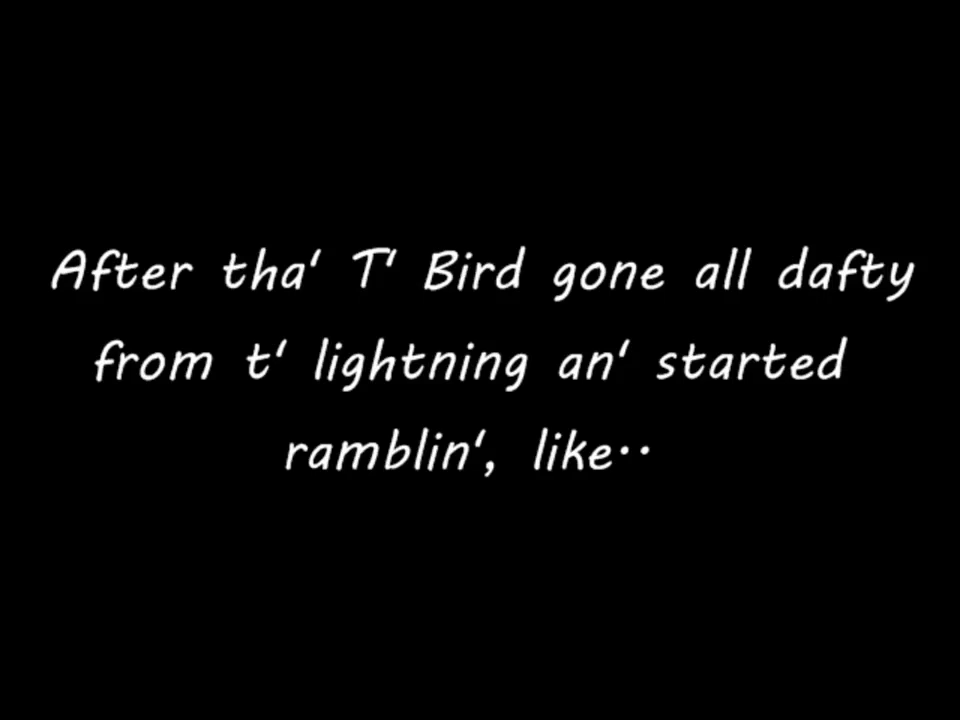 After tha' T' Bird gone all dafty
from t' lightning an' started
ramblin', like··